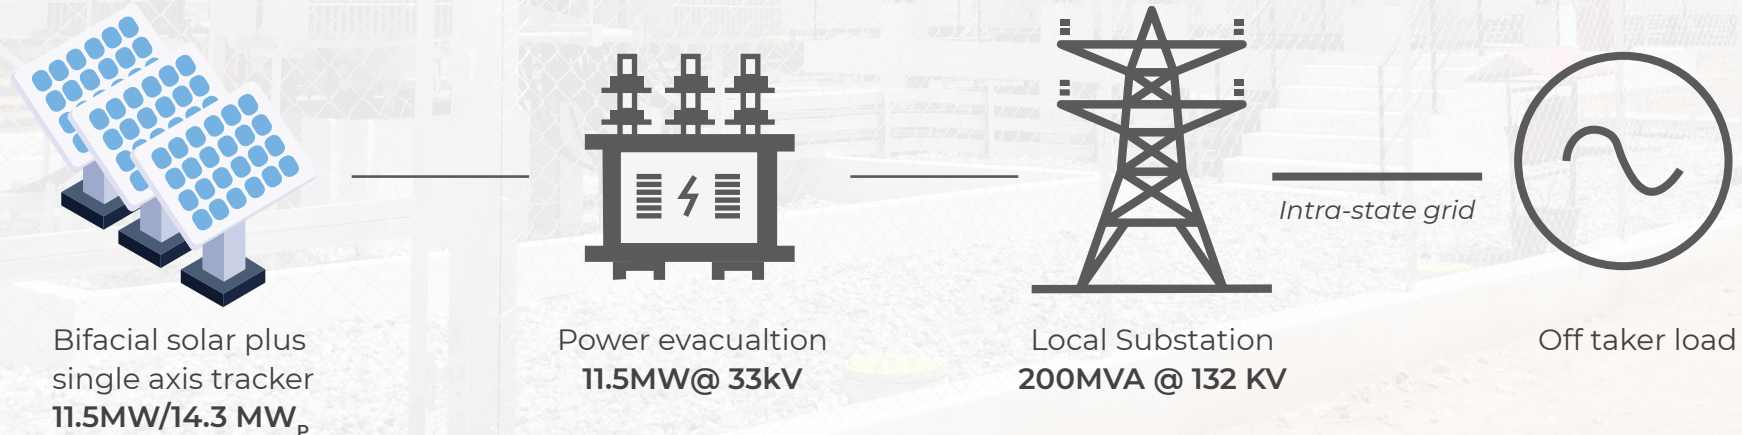 Intra-state grid
Bifacial solar plus
single axis tracker
11.5MW/14.3 MWP
Power evacualtion
11.5MW@ 33kV
Local Substation
200MVA @ 132 KV
Off taker load